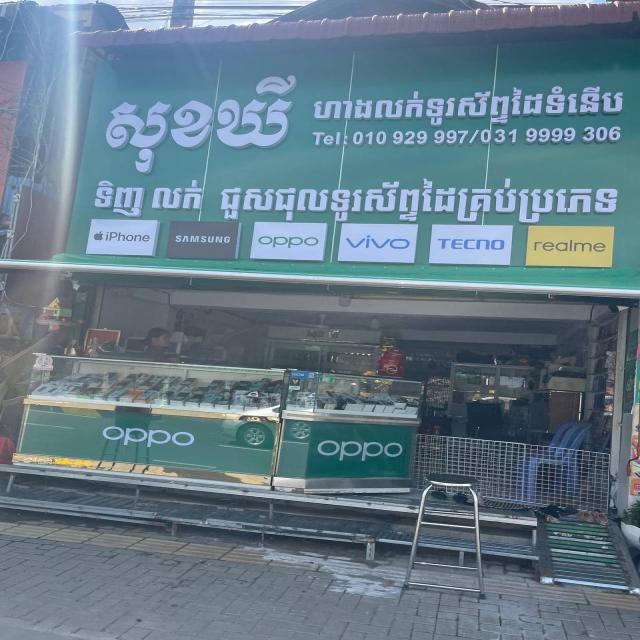 សុខឃី
ហាងលក់ទូរស័ព្ទដៃទំនើប
Tel: 010 929 997/031 9999 306
ទិញ លក់ ជួសជុលទូរស័ព្ទដៃគ្រប់ប្រភេទ
iPhone SAMSUNG oppo vivo TECNO realme
oppo oppo